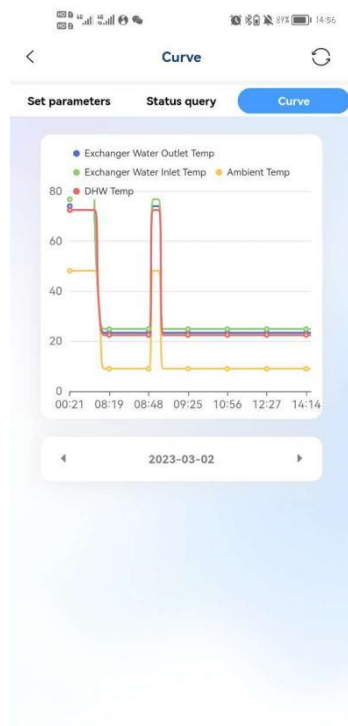 87% 14:56
Curve
Set parameters Status query Curve
Exchanger Water Outlet Temp
Exchanger Water Inlet Temp Ambient Temp
DHW Temp
80
60
40
20
0
00:21 08:19 08:48 09:25 10:56 12:27 14:14
2023-03-02